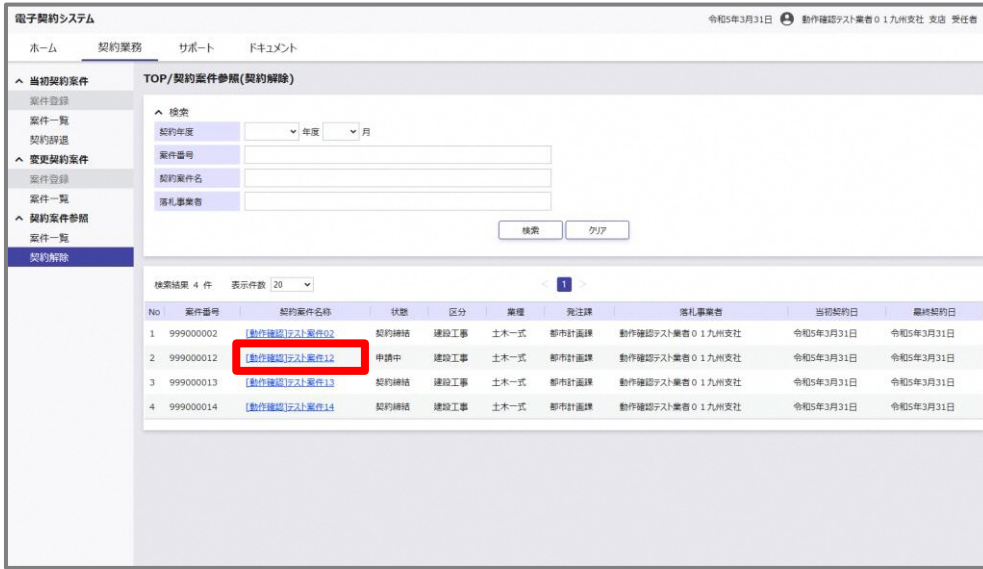 電子契約システム 令和5年3月31日 動作確認テスト業者01九州支社 支店 受任者
ホーム 契約業務 サポート ドキュメント
当初契約案件
案件登録
案件一覧
契約辞退
変更契約案件
案件登録
案件一覧
契約案件参照
案件一覧
契約解除
TOP/契約案件参照(契約解除)
検索
契約年度 年度 月
案件番号
契約案件名
落札事業者
検索 クリア
検索結果 4 件 表示件数 20 < 1 >
No 案件番号 契約案件名称 状態 区分 業種 発注課 落札事業者 当初契約日 最終契約日
1 999000002 [動作確認]テスト案件02 契約締結 建設工事 土木一式 都市計画課 動作確認テスト業者01九州支社 令和5年3月31日 令和5年3月31日
2 999000012 [動作確認]テスト案件12 申請中 建設工事 土木一式 都市計画課 動作確認テスト業者01九州支社 令和5年3月31日 令和5年3月31日
3 999000013 [動作確認]テスト案件13 契約締結 建設工事 土木一式 都市計画課 動作確認テスト業者01九州支社 令和5年3月31日 令和5年3月31日
4 999000014 [動作確認]テスト案件14 契約締結 建設工事 土木一式 都市計画課 動作確認テスト業者01九州支社 令和5年3月31日 令和5年3月31日